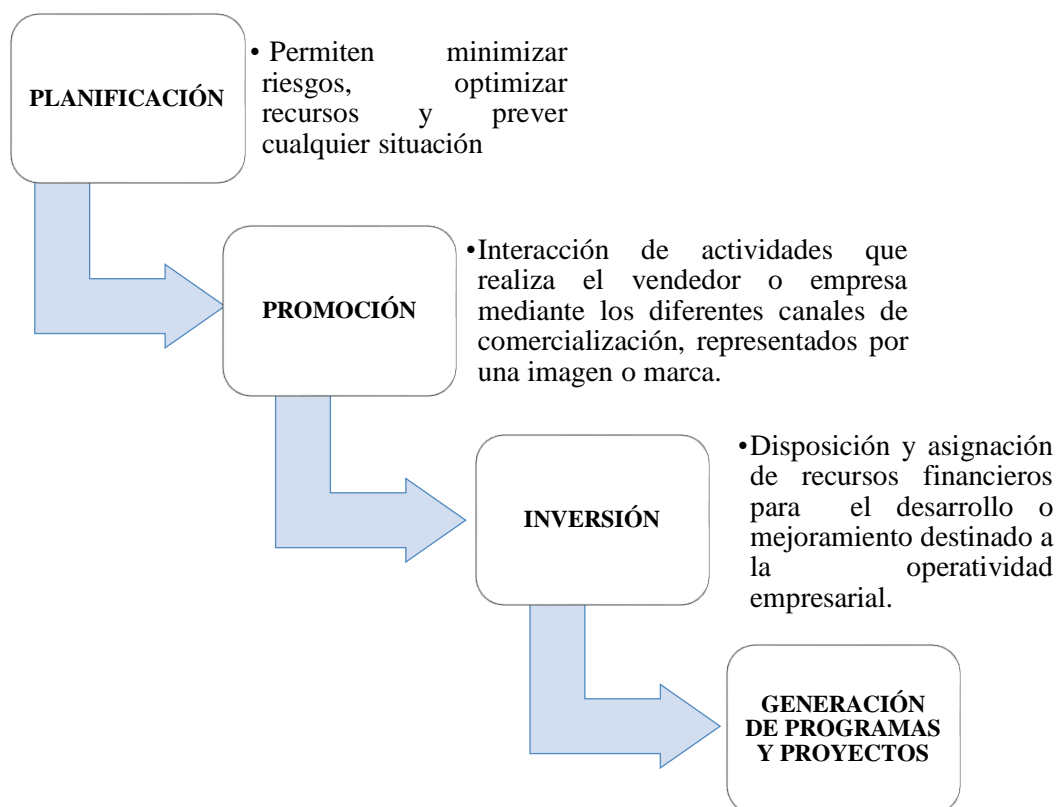 PLANIFICACIÓN
• Permiten minimizar
riesgos, optimizar
recursos y prever
cualquier situación
PROMOCIÓN
•Interacción de actividades que
realiza el vendedor o empresa
mediante los diferentes canales de
comercialización, representados por
una imagen o marca.
INVERSIÓN
•Disposición y asignación
de recursos financieros
para el desarrollo o
mejoramiento destinado a
la operatividad
empresarial.
GENERACIÓN
DE PROGRAMAS
Y PROYECTOS